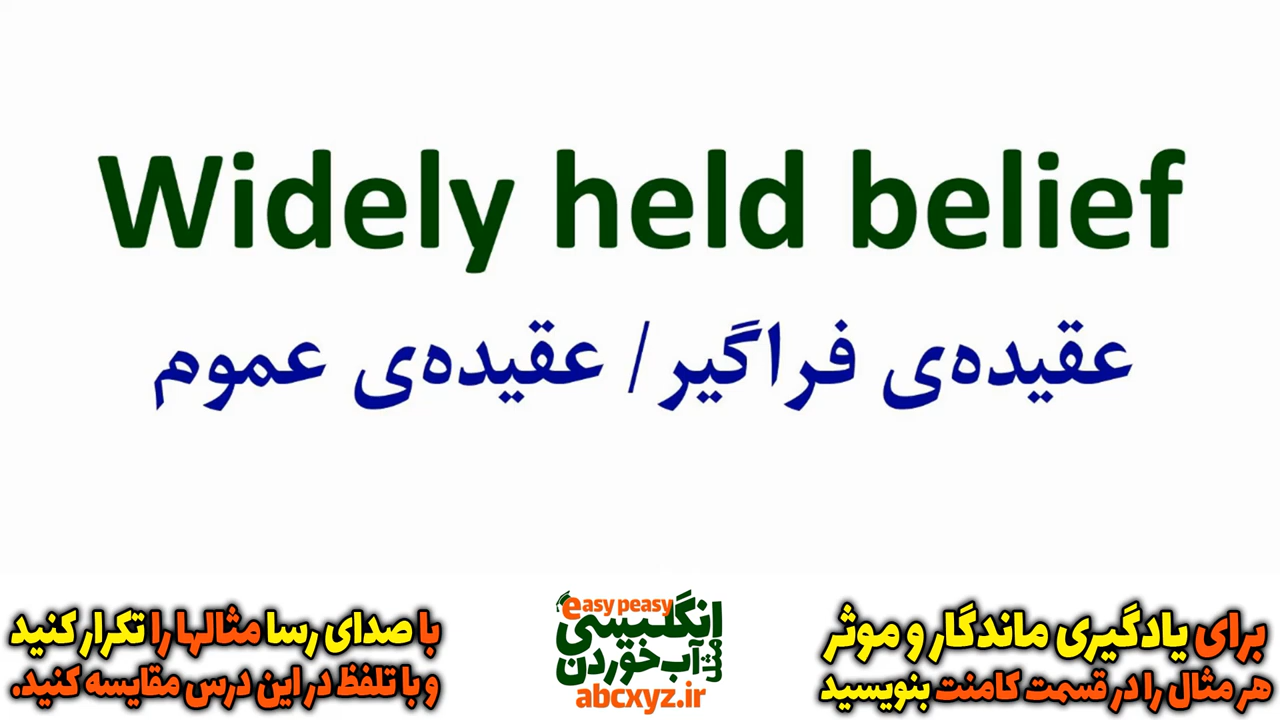 Widely held belief
عقیده‌ی فراگیر/ عقیده‌ی عموم
برای یادگیری ماندگار و موثر
هر مثال را در قسمت کامنت بنویسید
easy peasy
انگلیسی
مثل آب خوردن
abcxyz.ir
با صدای رسا مثالها را تکرار کنید
و با تلفظ در این درس مقایسه کنید.